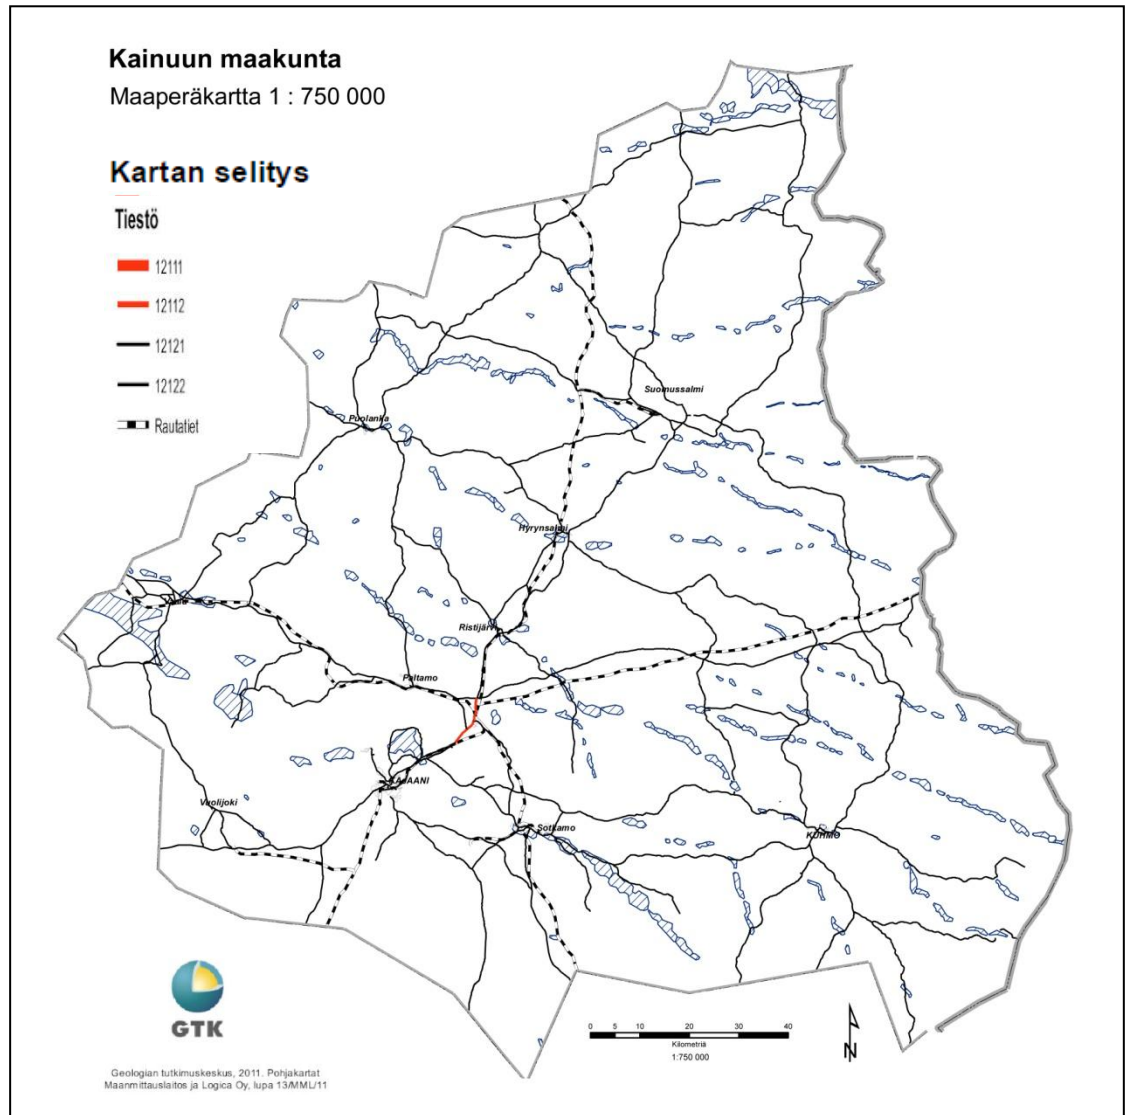 Kainuun maakunta
Maaperäkartta 1 : 750 000
Kartan selitys
Tiestö
12111
12112
12121
12122
Rautatiet
Suomussalmi
Puolanka
Hyrynsalmi
Vaala
Ristijärvi
Paltamo
KAJAANI
Vuolijoki
Sotkamo
KUHMO
GTK
0 5 10 20 30 40
Kilometriä
1:750 000
N
Geologian tutkimuskeskus, 2011. Pohjakartat
Maanmittauslaitos ja Logica Oy, lupa 13/MML/11